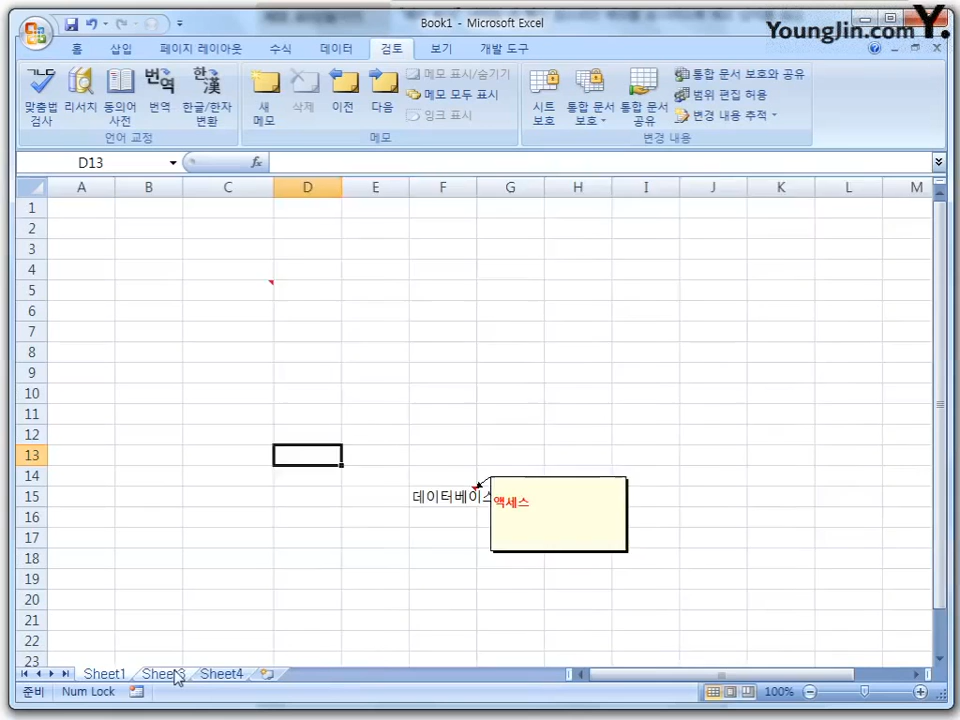 Book1 - Microsoft Excel
YoungJin.com Y.
홈 삽입 페이지 레이아웃 수식 데이터 검토 보기 개발 도구
맞춤법 검사
리서치
동의어 사전
번역
한글/한자 변환
언어 교정
새 메모
삭제
이전
다음
메모 표시/숨기기
메모 모두 표시
잉크 표시
메모
시트 보호
통합 문서 보호
통합 문서 공유
통합 문서 보호와 공유
범위 편집 허용
변경 내용 추적
변경 내용
D13
fx
A B C D E F G H I J K L M
1
2
3
4
5
6
7
8
9
10
11
12
13
14
15 데이터베이스
액세스
16
17
18
19
20
21
22
23
Sheet1 Sheet3 Sheet4
준비 Num Lock 100%